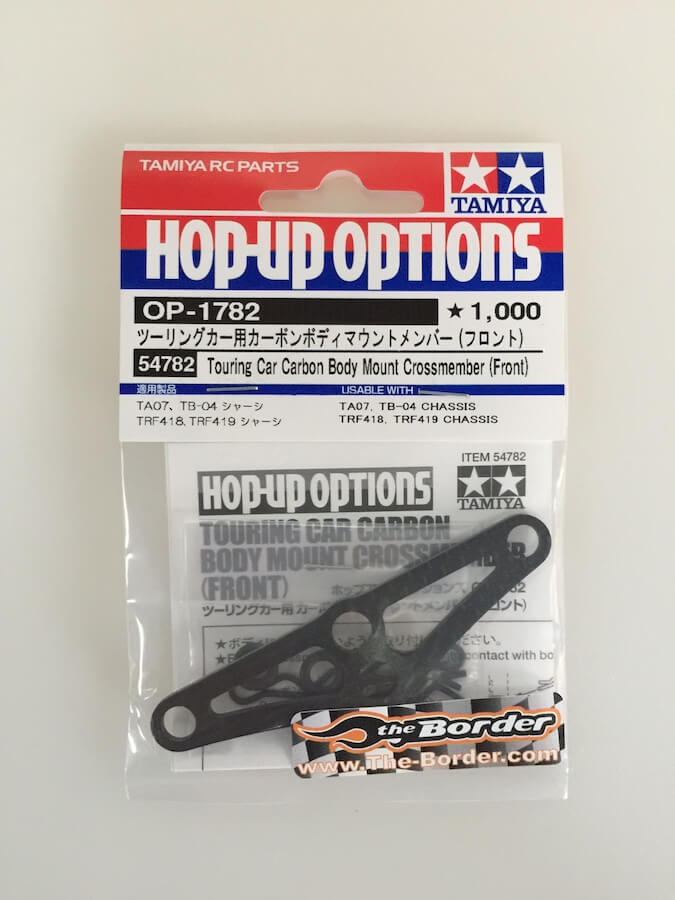 TAMIYA RC PARTS
TAMIYA
HOP-UP OPTIONS
OP-1782
★1,000
ツーリングカー用カーボンボディマウントメンバー(フロント)
54782 Touring Car Carbon Body Mount Crossmember (Front)
適用製品
TA07、TB-04 シャーシ
TRF418、TRF419 シャーシ
USABLE WITH
TA07, TB-04 CHASSIS
TRF418, TRF419 CHASSIS
ITEM 54782
HOP-UP OPTIONS
TAMIYA
TOURING CAR CARBON
BODY MOUNT CROSSMEMBER
(FRONT)
ツーリングカー用カー
★ボディ
contact with bo
the Border
www.The-Border.com